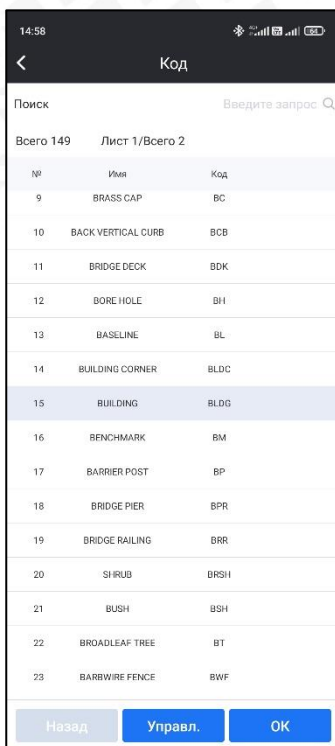 14:58 64
Код
Поиск Введите запрос
Всего 149 Лист 1/Всего 2
№ Имя Код
9 BRASS CAP BC
10 BACK VERTICAL CURB BCB
11 BRIDGE DECK BDK
12 BORE HOLE BH
13 BASELINE BL
14 BUILDING CORNER BLDC
15 BUILDING BLDG
16 BENCHMARK BM
17 BARRIER POST BP
18 BRIDGE PIER BPR
19 BRIDGE RAILING BRR
20 SHRUB BRSH
21 BUSH BSH
22 BROADLEAF TREE BT
23 BARBWIRE FENCE BWF
Назад Управл. OK